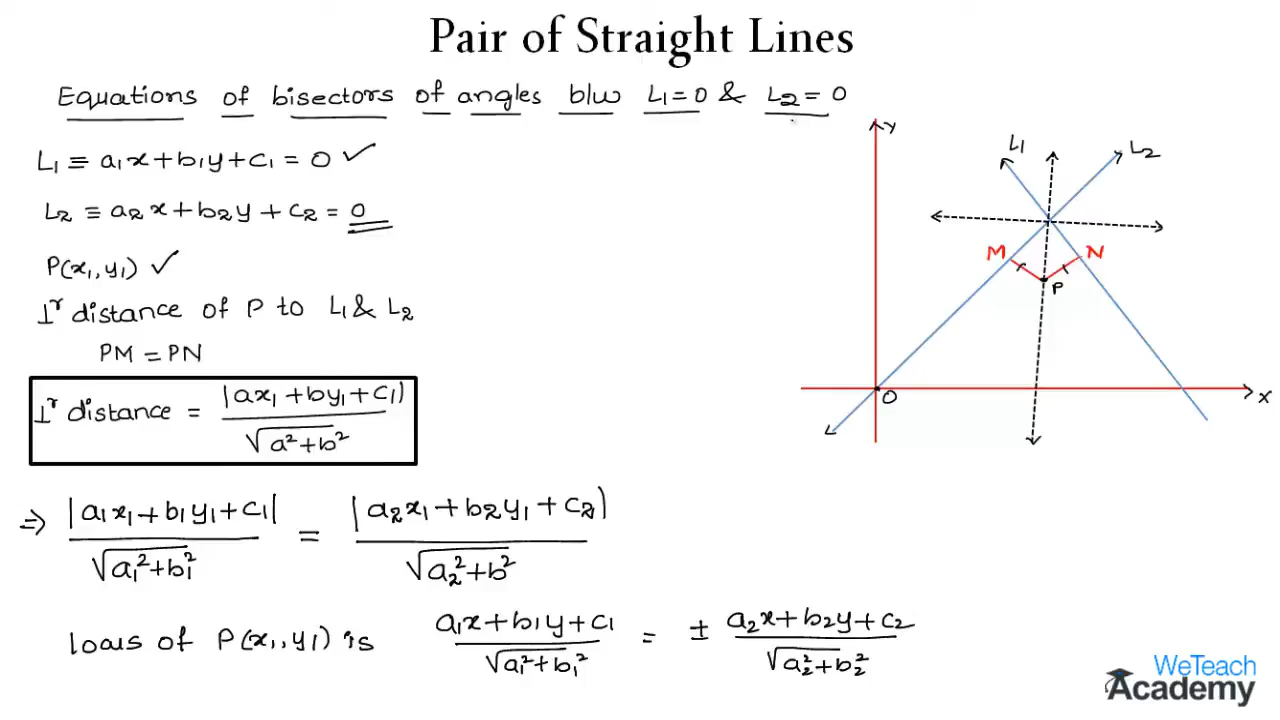 Pair of Straight Lines
Equations of bisectors of angles b/w L₁=0 & L₂=0
L₁ ≡ a₁x+b₁y+c₁ = 0 ✓
L₂ ≡ a₂x+b₂y+c₂ = 0
P(x₁,y₁) ✓
⊥ʳ distance of P to L₁ & L₂
PM = PN
⊥ʳ distance = |ax₁+by₁+c₁| / √a²+b²
⇒ |a₁x₁+b₁y₁+c₁| / √a₁²+b₁² = |a₂x₁+b₂y₁+c₂| / √a₂²+b²
locus of P(x₁,y₁) is a₁x+b₁y+c₁ / √a₁²+b₁² = ± a₂x+b₂y+c₂ / √a₂²+b₂²
Y
L₁
L₂
M
N
P
O
X
WeTeach
Academy